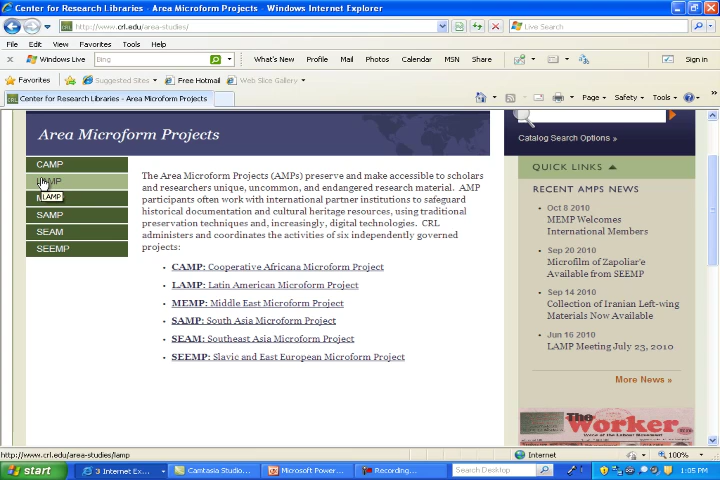 Center for Research Libraries - Area Microform Projects - Windows Internet Explorer
http://www.crl.edu/area-studies/
Live Search
File Edit View Favorites Tools Help
Windows Live Bing What's New Profile Mail Photos Calendar MSN Share Sign in
Favorites Suggested Sites Free Hotmail Web Slice Gallery
Center for Research Libraries - Area Microform Projects
Page Safety Tools
Area Microform Projects
Catalog Search Options »
CAMP
LAMP
SAMP
SEAM
SEEMP
The Area Microform Projects (AMPs) preserve and make accessible to scholars
and researchers unique, uncommon, and endangered research material. AMP
participants often work with international partner institutions to safeguard
historical documentation and cultural heritage resources, using traditional
preservation techniques and, increasingly, digital technologies. CRL
administers and coordinates the activities of six independently governed
projects:
CAMP: Cooperative Africana Microform Project
LAMP: Latin American Microform Project
MEMP: Middle East Microform Project
SAMP: South Asia Microform Project
SEAM: Southeast Asia Microform Project
SEEMP: Slavic and East European Microform Project
QUICK LINKS
RECENT AMPS NEWS
Oct 8 2010
MEMP Welcomes
International Members
Sep 20 2010
Microfilm of Zapoliar'e
Available from SEEMP
Sep 14 2010
Collection of Iranian Left-wing
Materials Now Available
Jun 16 2010
LAMP Meeting July 23, 2010
More News »
The
Worker
http://www.crl.edu/area-studies/lamp
Internet
100%
start
3 Internet Ex...
Camtasia Studio...
Microsoft Power...
Recording...
Search Desktop
1:05 PM